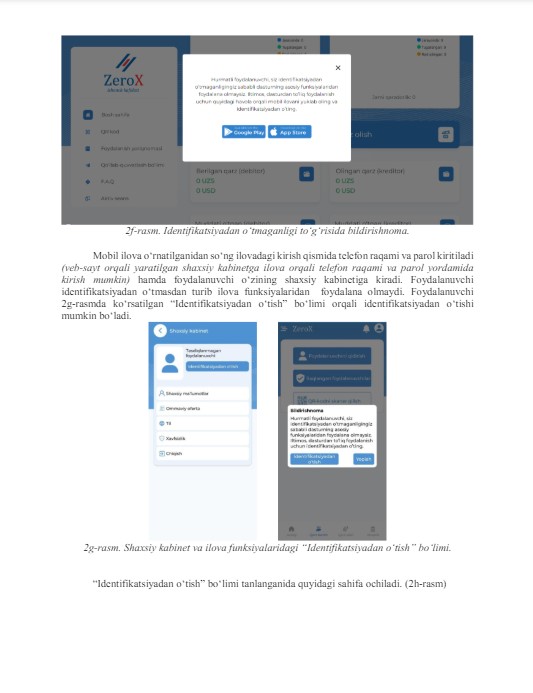 ZeroX
Hurmatli foydalanuvchi, siz identifikatsiyadan
o'tmaganligingiz sababli dasturning asosiy funksiyalaridan
foydalana olmaysiz. Iltimos, dasturdan to'liq foydalanish
uchun quyidagi havola orqali mobil ilovani yuklab oling va
identifikatsiyadan o'ting.
Google Play
App Store
olish
Bosh sahifa
F.A.Q
Berilgan qarz (debitor)
0 UZS
0 USD
Olingan qarz (kreditor)
0 UZS
0 USD
2f-rasm. Identifikatsiyadan o‘tmaganligi to‘g‘risida bildirishnoma.
Mobil ilova o‘rnatilganidan so‘ng ilovadagi kirish qismida telefon raqami va parol kiritiladi
(veb-sayt orqali yaratilgan shaxsiy kabinetga ilova orqali telefon raqami va parol yordamida
kirish mumkin) hamda foydalanuvchi o‘zining shaxsiy kabinetiga kiradi. Foydalanuvchi
identifikatsiyadan o‘tmasdan turib ilova funksiyalaridan foydalana olmaydi. Foydalanuvchi
2g-rasmda ko‘rsatilgan “Identifikatsiyadan o‘tish” bo‘limi orqali identifikatsiyadan o‘tishi
mumkin bo‘ladi.
Shaxsiy kabinet
Tasdiqlanmagan
foydalanuvchi
Identifikatsiyadan o'tish
Shaxsiy ma'lumotlar
Ommaviy oferta
Til
Xavfsizlik
Chiqish
ZeroX
Bildirishnoma
Hurmatli foydalanuvchi, siz
identifikatsiyadan o'tmaganligingiz
sababli dasturning asosiy
funksiyalaridan foydalana olmaysiz.
Iltimos, dasturdan to'liq foydalanish
uchun identifikatsiyadan o'ting.
Identifikatsiyadan
o'tish
Yopish
2g-rasm. Shaxsiy kabinet va ilova funksiyalaridagi “Identifikatsiyadan o‘tish” bo‘limi.
“Identifikatsiyadan o‘tish” bo‘limi tanlanganida quyidagi sahifa ochiladi. (2h-rasm)